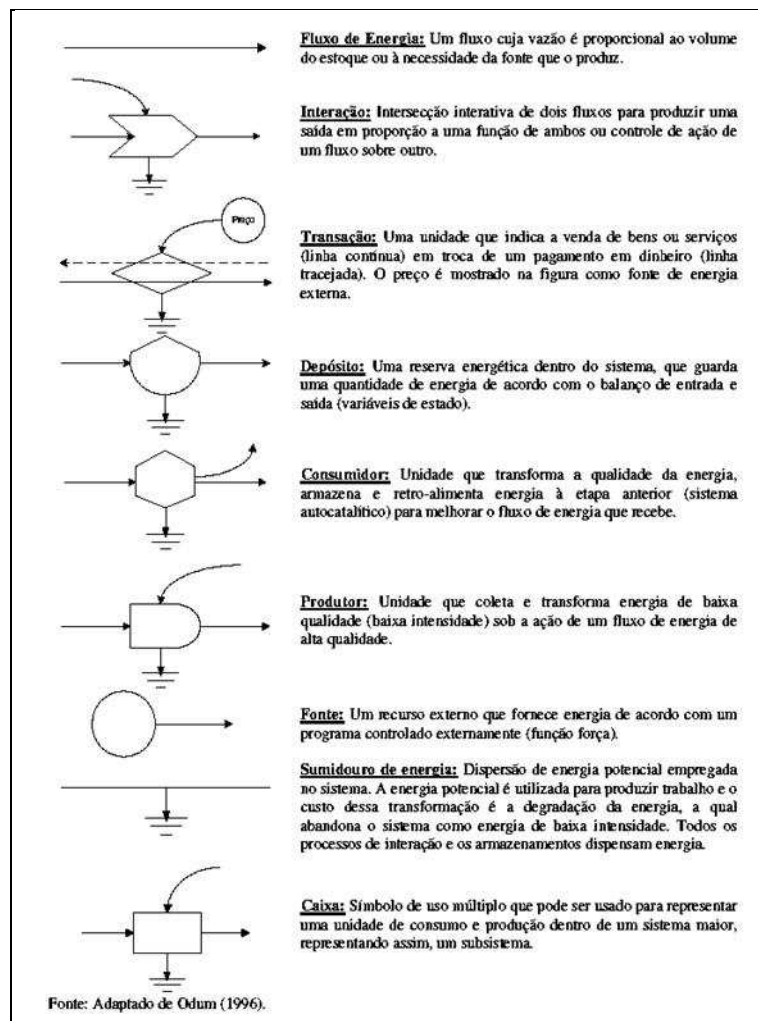 Fluxo de Energia: Um fluxo cuja vazão é proporcional ao volume
do estoque ou à necessidade da fonte que o produz.
Interação: Intersecção interativa de dois fluxos para produzir uma
saída em proporção a uma função de ambos ou controle de ação de
um fluxo sobre outro.
Preço
Transação: Uma unidade que indica a venda de bens ou serviços
(linha contínua) em troca de um pagamento em dinheiro (linha
tracejada). O preço é mostrado na figura como fonte de energia
externa.
Depósito: Uma reserva energética dentro do sistema, que guarda
uma quantidade de energia de acordo com o balanço de entrada e
saída (variáveis de estado).
Consumidor: Unidade que transforma a qualidade da energia,
armazena e retro-alimenta energia à etapa anterior (sistema
autocatalítico) para melhorar o fluxo de energia que recebe.
Produtor: Unidade que coleta e transforma energia de baixa
qualidade (baixa intensidade) sob a ação de um fluxo de energia de
alta qualidade.
Fonte: Um recurso externo que fornece energia de acordo com um
programa controlado externamente (função força).
Sumidouro de energia: Dispersão de energia potencial empregada
no sistema. A energia potencial é utilizada para produzir trabalho e o
custo dessa transformação é a degradação da energia, a qual
abandona o sistema como energia de baixa intensidade. Todos os
processos de interação e os armazenamentos dispensam energia.
Caixa: Símbolo de uso múltiplo que pode ser usado para representar
uma unidade de consumo e produção dentro de um sistema maior,
representando assim, um subsistema.
Fonte: Adaptado de Odum (1996).